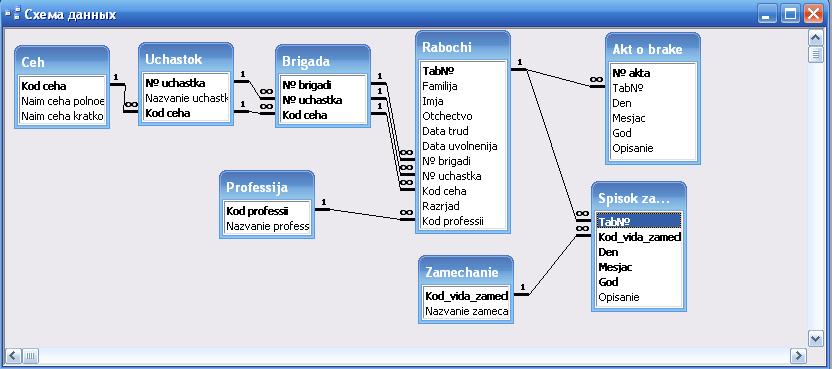 Схема данных
Ceh
Kod ceha
Naim ceha polnoe
Naim ceha kratko
1
∞
Uchastok
№ uchastka
Nazvanie uchastk
Kod ceha
1
1
∞
∞
Brigada
№ brigadi
№ uchastka
Kod ceha
1
1
1
∞
∞
∞
Rabochi
Tab№
Familija
Imja
Otchectvo
Data trud
Data uvolnenija
№ brigadi
№ uchastka
Kod ceha
Razrjad
Kod professii
1
∞
Akt o brake
№ akta
Tab№
Den
Mesjac
God
Opisanie
Professija
Kod professii
Nazvanie profess
1
∞
Spisok za...
Tab№
Kod_vida_zamecl
Den
Mesjac
God
Opisanie
∞
∞
Zamechanie
Kod_vida_zamecl
Nazvanie zameca
1